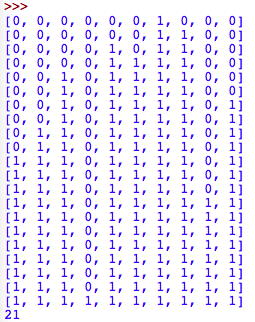 >>>
[0, 0, 0, 0, 0, 0, 1, 0, 0, 0]
[0, 0, 0, 0, 0, 0, 1, 1, 0, 0]
[0, 0, 0, 0, 1, 0, 1, 1, 0, 0]
[0, 0, 0, 0, 1, 1, 1, 1, 0, 0]
[0, 0, 1, 0, 1, 1, 1, 1, 0, 0]
[0, 0, 1, 0, 1, 1, 1, 1, 0, 0]
[0, 0, 1, 0, 1, 1, 1, 1, 0, 1]
[0, 0, 1, 0, 1, 1, 1, 1, 0, 1]
[0, 1, 1, 0, 1, 1, 1, 1, 0, 1]
[0, 1, 1, 0, 1, 1, 1, 1, 0, 1]
[1, 1, 1, 0, 1, 1, 1, 1, 0, 1]
[1, 1, 1, 0, 1, 1, 1, 1, 0, 1]
[1, 1, 1, 0, 1, 1, 1, 1, 0, 1]
[1, 1, 1, 0, 1, 1, 1, 1, 1, 1]
[1, 1, 1, 0, 1, 1, 1, 1, 1, 1]
[1, 1, 1, 0, 1, 1, 1, 1, 1, 1]
[1, 1, 1, 0, 1, 1, 1, 1, 1, 1]
[1, 1, 1, 0, 1, 1, 1, 1, 1, 1]
[1, 1, 1, 0, 1, 1, 1, 1, 1, 1]
[1, 1, 1, 0, 1, 1, 1, 1, 1, 1]
[1, 1, 1, 1, 1, 1, 1, 1, 1, 1]
21